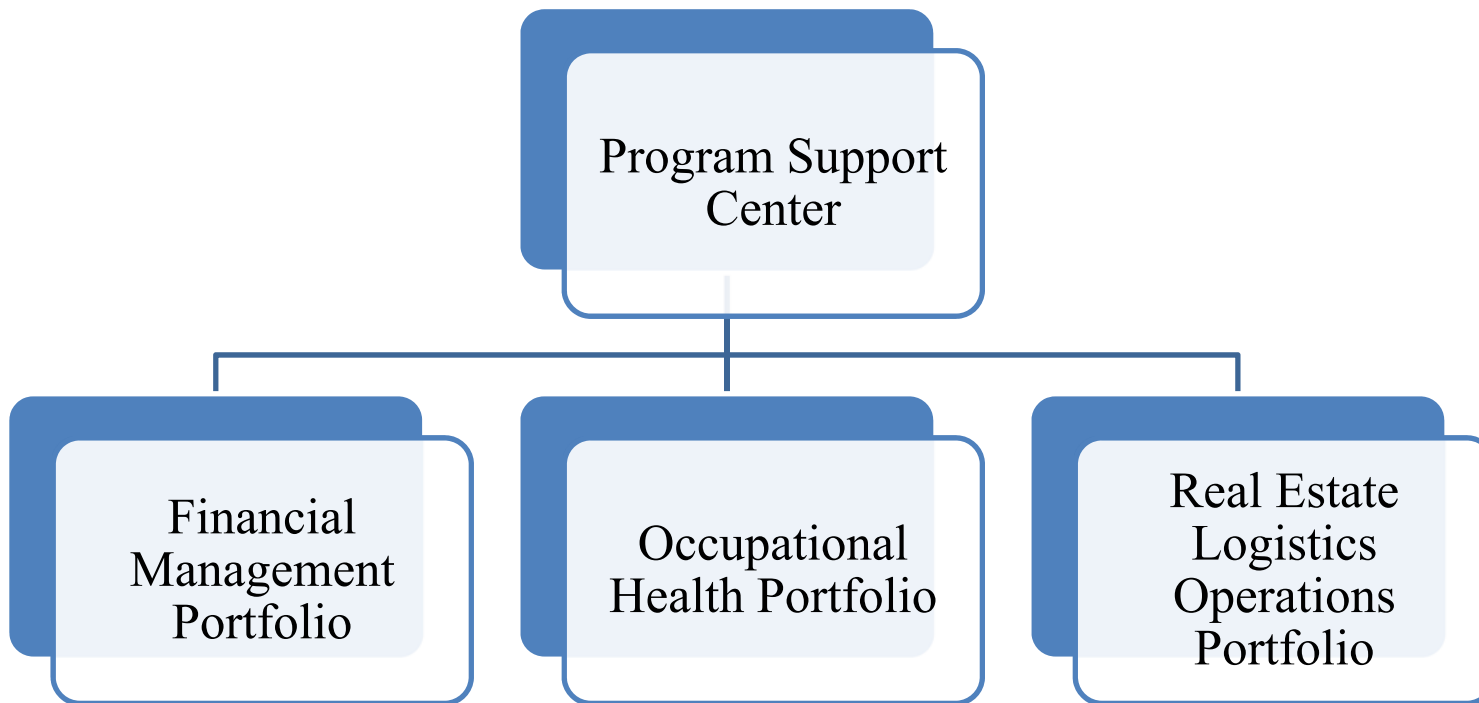 Program Support
Center
Financial
Management
Portfolio
Occupational
Health Portfolio
Real Estate
Logistics
Operations
Portfolio